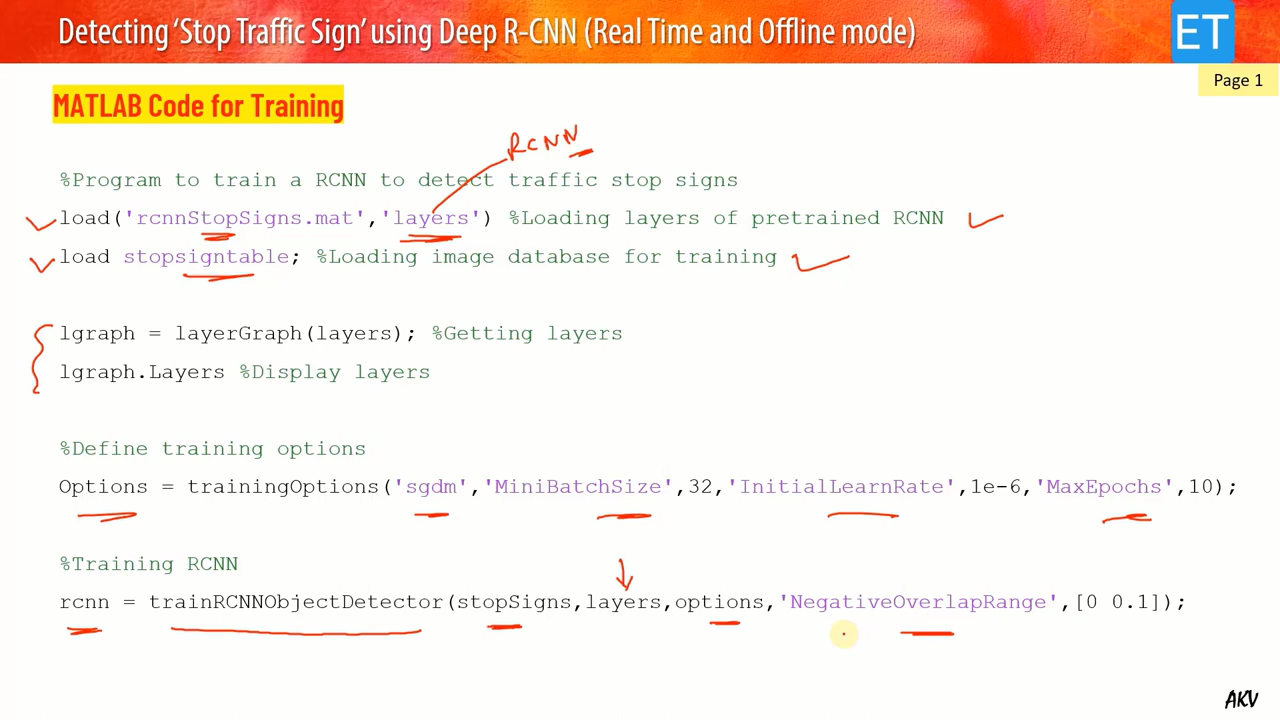 Detecting ‘Stop Traffic Sign’ using Deep R-CNN (Real Time and Offline mode)
ET
Page 1
MATLAB Code for Training
RCNN
%Program to train a RCNN to detect traffic stop signs
load('rcnnStopSigns.mat','layers') %Loading layers of pretrained RCNN
load stopsigntable; %Loading image database for training
lgraph = layerGraph(layers); %Getting layers
lgraph.Layers %Display layers
%Define training options
Options = trainingOptions('sgdm','MiniBatchSize',32,'InitialLearnRate',1e-6,'MaxEpochs',10);
%Training RCNN
rcnn = trainRCNNObjectDetector(stopSigns,layers,options,'NegativeOverlapRange',[0 0.1]);
AKV